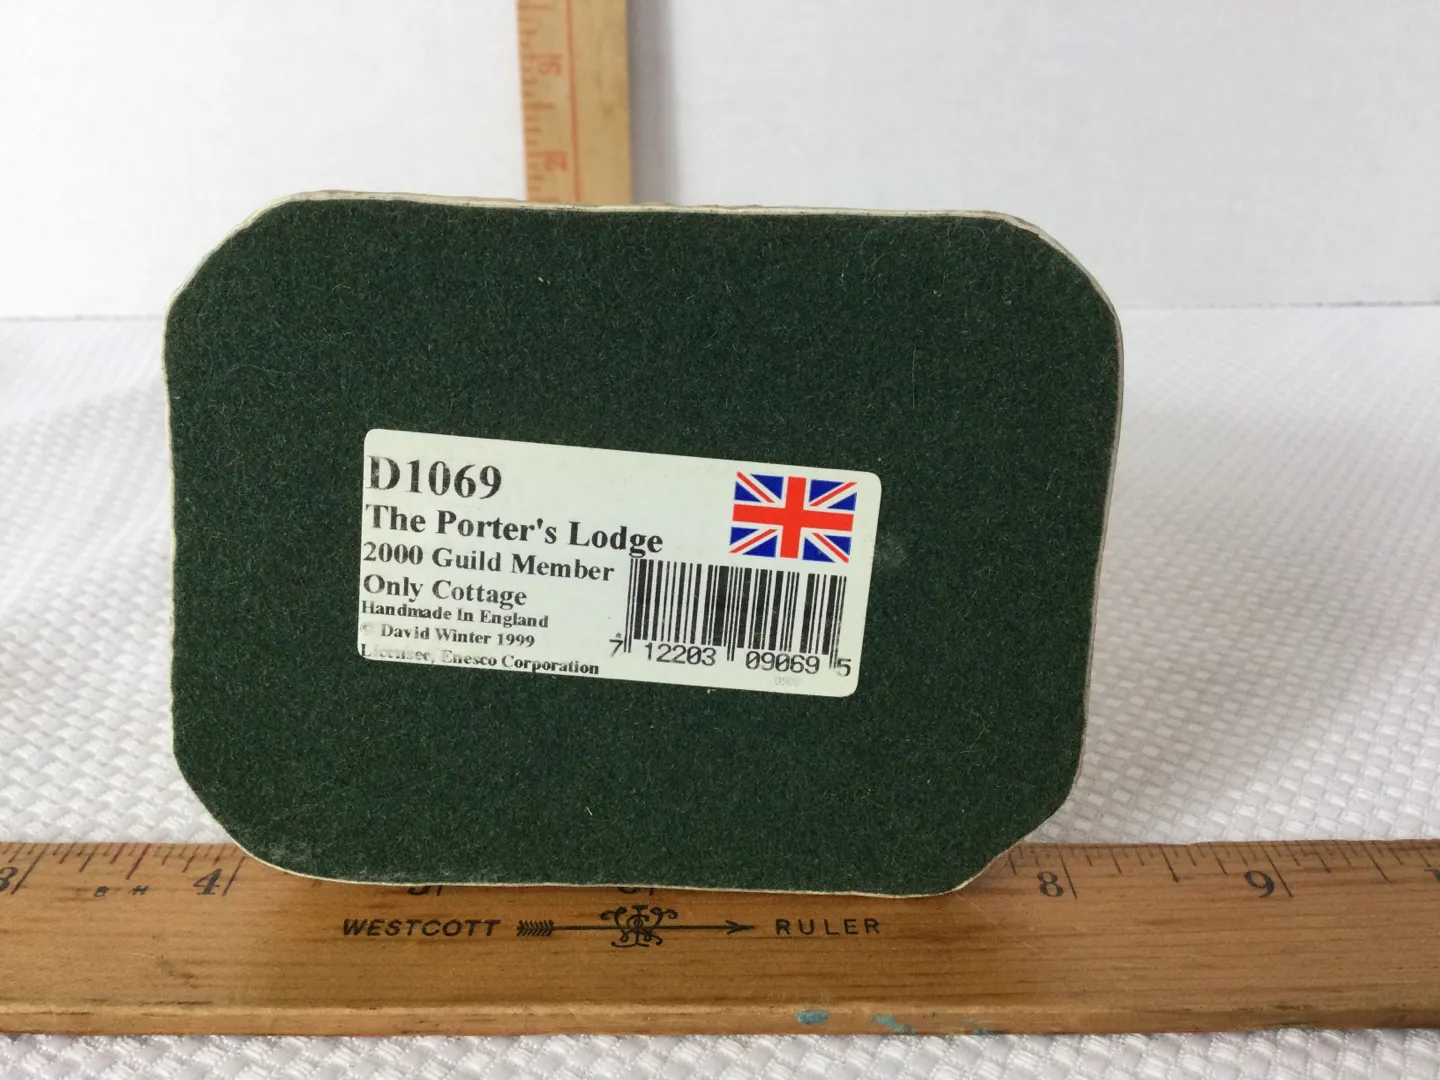 D1069
The Porter's Lodge
2000 Guild Member
Only Cottage
Handmade In England
© David Winter 1999
Licensee, Enesco Corporation
7 12203 09069 5
3 4 8 9
WESTCOTT RULER